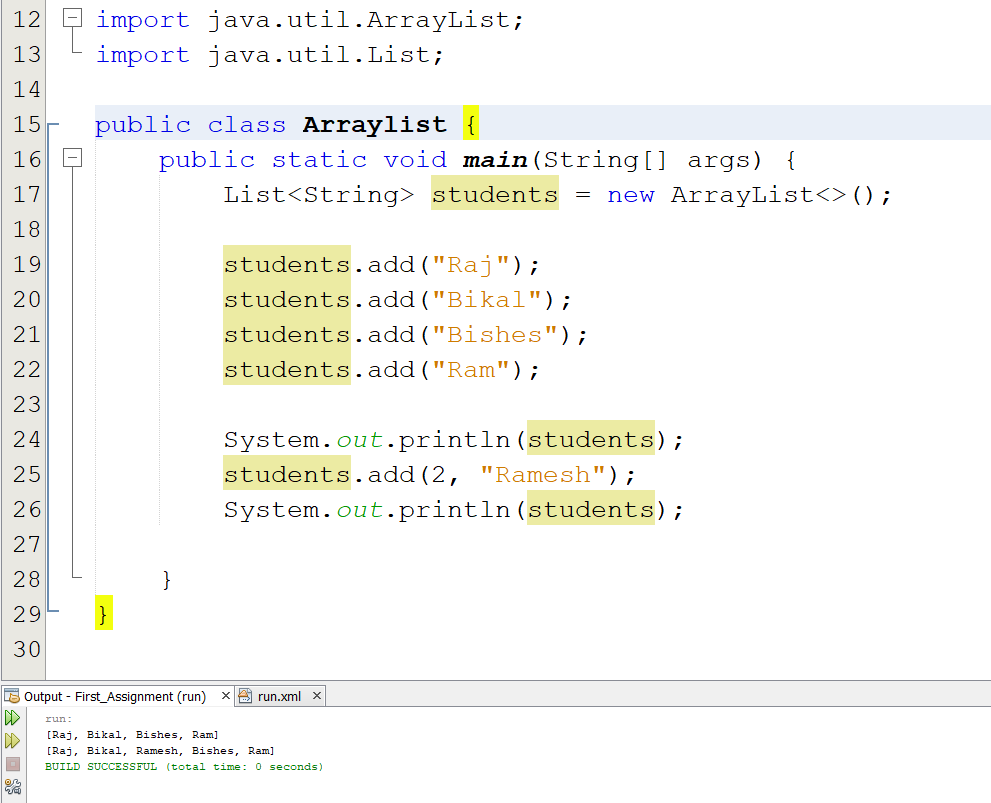 12 import java.util.ArrayList;
13 import java.util.List;
14
15 public class Arraylist {
16 public static void main(String[] args) {
17 List<String> students = new ArrayList<>();
18
19 students.add("Raj");
20 students.add("Bikal");
21 students.add("Bishes");
22 students.add("Ram");
23
24 System.out.println(students);
25 students.add(2, "Ramesh");
26 System.out.println(students);
27
28 }
29 }
30
Output - First_Assignment (run) × run.xml ×
run:
[Raj, Bikal, Bishes, Ram]
[Raj, Bikal, Ramesh, Bishes, Ram]
BUILD SUCCESSFUL (total time: 0 seconds)